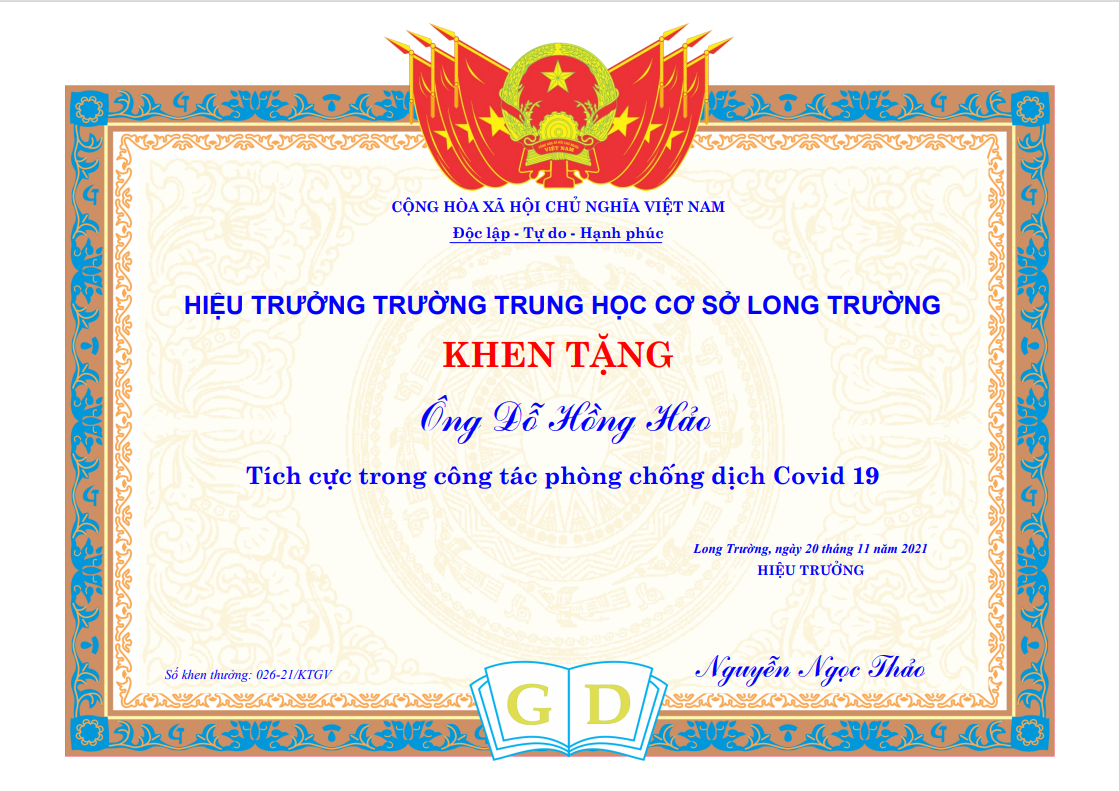 VIỆT NAM
CỘNG HÒA XÃ HỘI CHỦ NGHĨA VIỆT NAM
Độc lập - Tự do - Hạnh phúc
HIỆU TRƯỞNG TRƯỜNG TRUNG HỌC CƠ SỞ LONG TRƯỜNG
KHEN TẶNG
Ông Đỗ Hồng Hảo
Tích cực trong công tác phòng chống dịch Covid 19
Long Trường, ngày 20 tháng 11 năm 2021
HIỆU TRƯỞNG
Nguyễn Ngọc Thảo
Số khen thưởng: 026-21/KTGV
G D